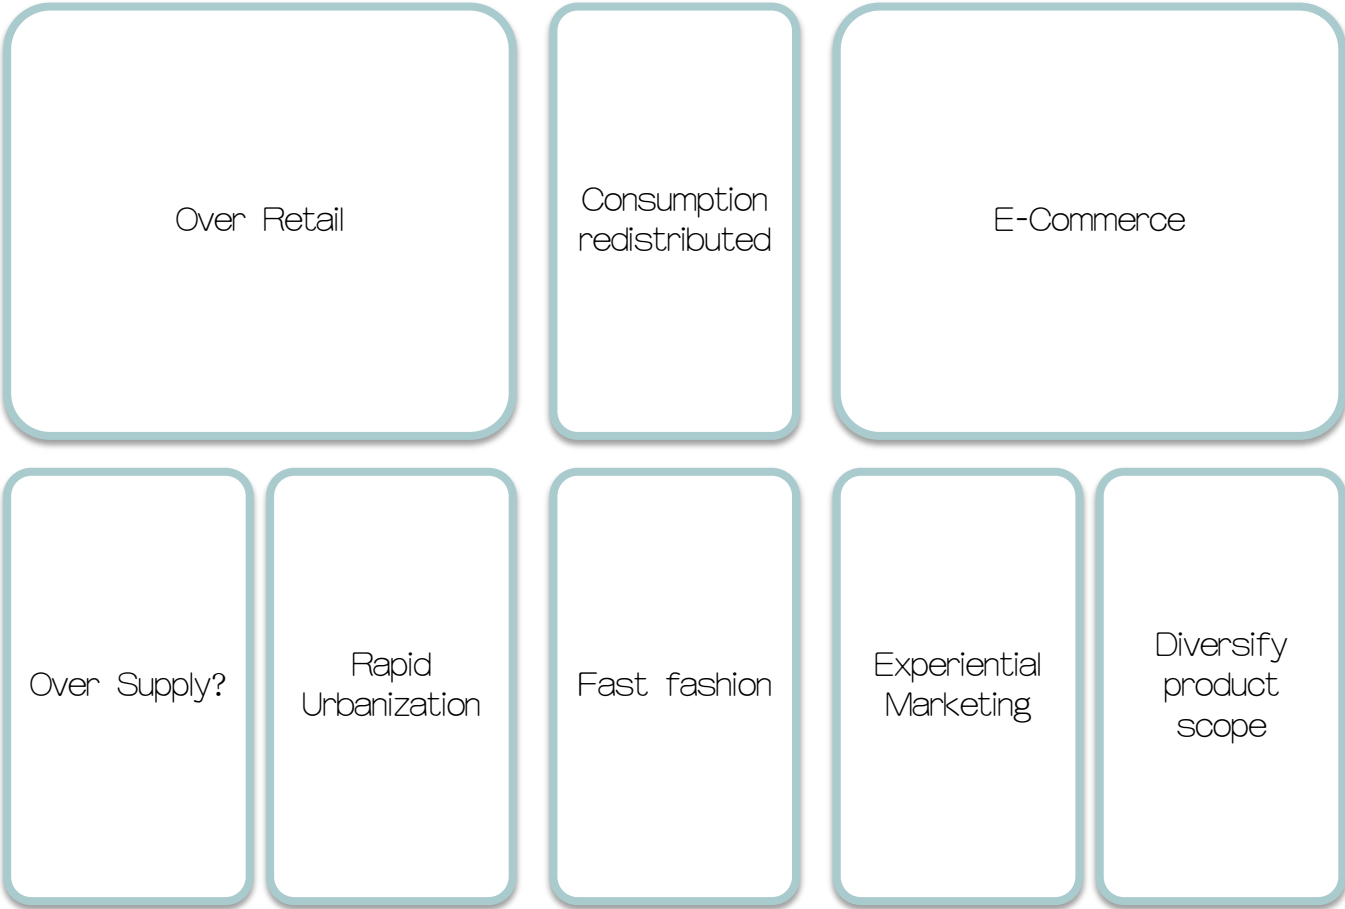 Over Retail
Consumption
redistributed
E-Commerce
Over Supply?
Rapid
Urbanization
Fast fashion
Experiential
Marketing
Diversify
product
scope